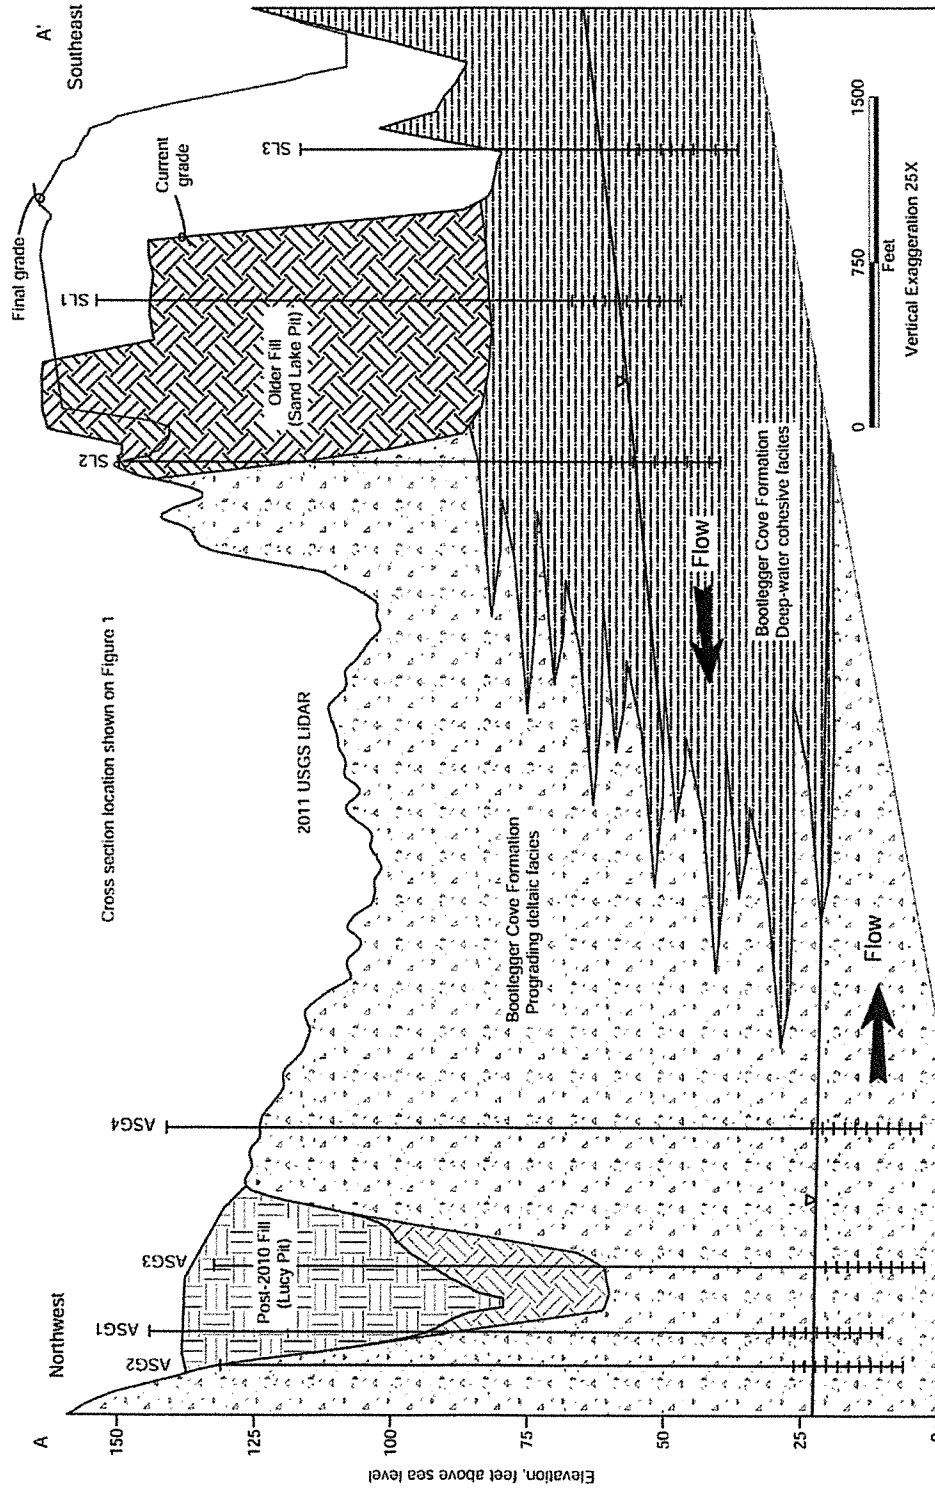 A
Northwest
A'
Southeast
Cross section location shown on Figure 1
Final grade
Current
grade
2011 USGS LiDAR
ASG2
ASG1
ASG3
ASG4
SL2
SL1
SL3
Post-2010 Fill
(Lucy Pit)
Older Fill
(Sand Lake Pit)
Bootlegger Cove Formation
Prograding deltaic facies
Bootlegger Cove Formation
Deep-water cohesive facies
Flow
Flow
Elevation, feet above sea level
150
125
100
75
50
25
0
0
750
1500
Feet
Vertical Exaggeration 25X